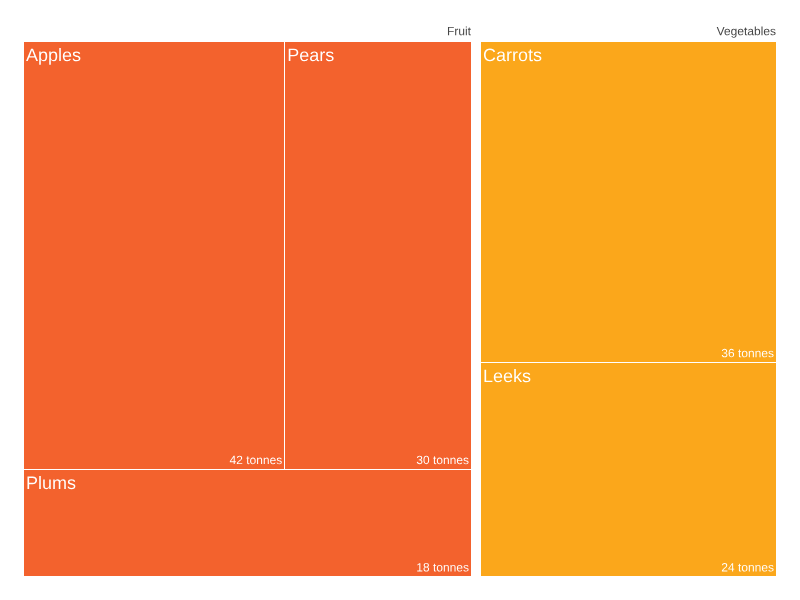 Fruit
Vegetables
Apples
Pears
Carrots
36 tonnes
Leeks
42 tonnes
30 tonnes
Plums
18 tonnes
24 tonnes